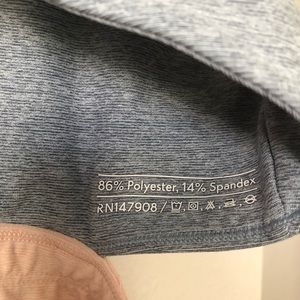 86% Polyester, 14% Spandex
RN147908 /